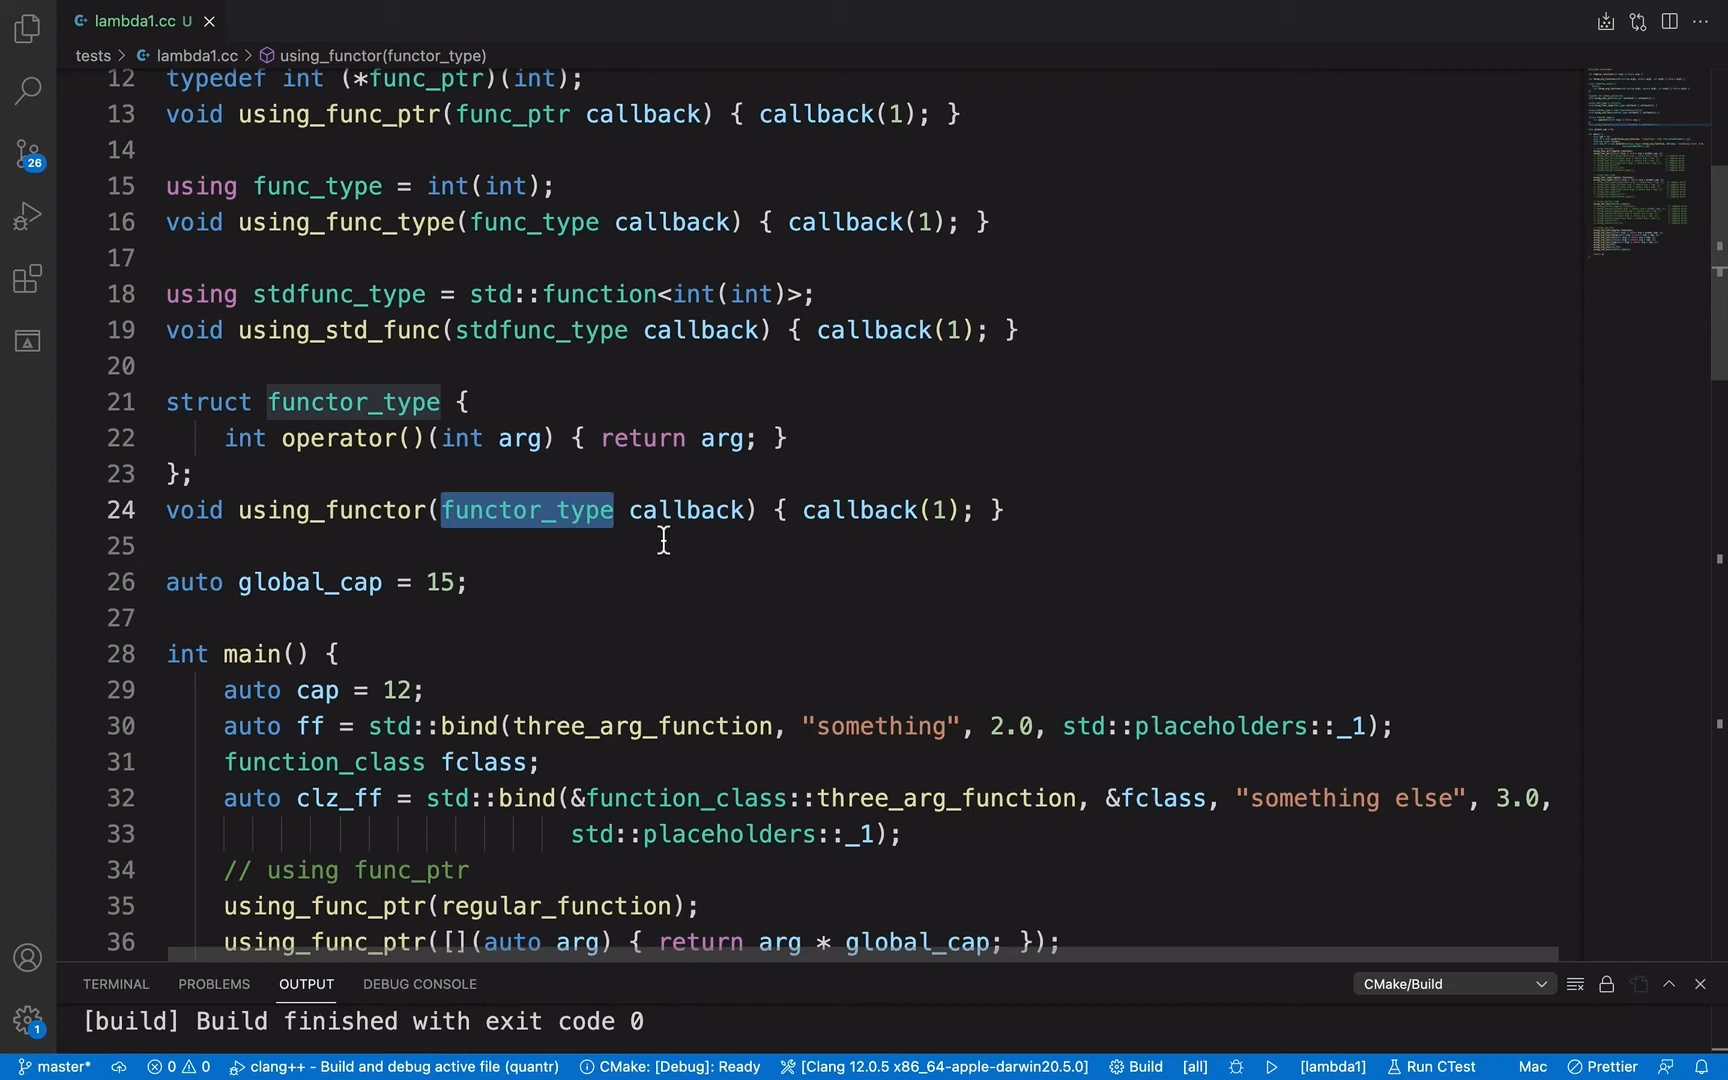 lambda1.cc U
tests > lambda1.cc > using_functor(functor_type)
12 typedef int (*func_ptr)(int);
13 void using_func_ptr(func_ptr callback) { callback(1); }
14
15 using func_type = int(int);
16 void using_func_type(func_type callback) { callback(1); }
17
18 using stdfunc_type = std::function<int(int)>;
19 void using_std_func(stdfunc_type callback) { callback(1); }
20
21 struct functor_type {
22 int operator()(int arg) { return arg; }
23 };
24 void using_functor(functor_type callback) { callback(1); }
25
26 auto global_cap = 15;
27
28 int main() {
29 auto cap = 12;
30 auto ff = std::bind(three_arg_function, "something", 2.0, std::placeholders::_1);
31 function_class fclass;
32 auto clz_ff = std::bind(&function_class::three_arg_function, &fclass, "something else", 3.0,
33 std::placeholders::_1);
34 // using func_ptr
35 using_func_ptr(regular_function);
36 using_func_ptr([](auto arg) { return arg * global_cap; });
26
1
TERMINAL PROBLEMS OUTPUT DEBUG CONSOLE CMake/Build
[build] Build finished with exit code 0
master* 0 0 clang++ - Build and debug active file (quantr) CMake: [Debug]: Ready [Clang 12.0.5 x86_64-apple-darwin20.5.0] Build [all] [lambda1] Run CTest Mac Prettier